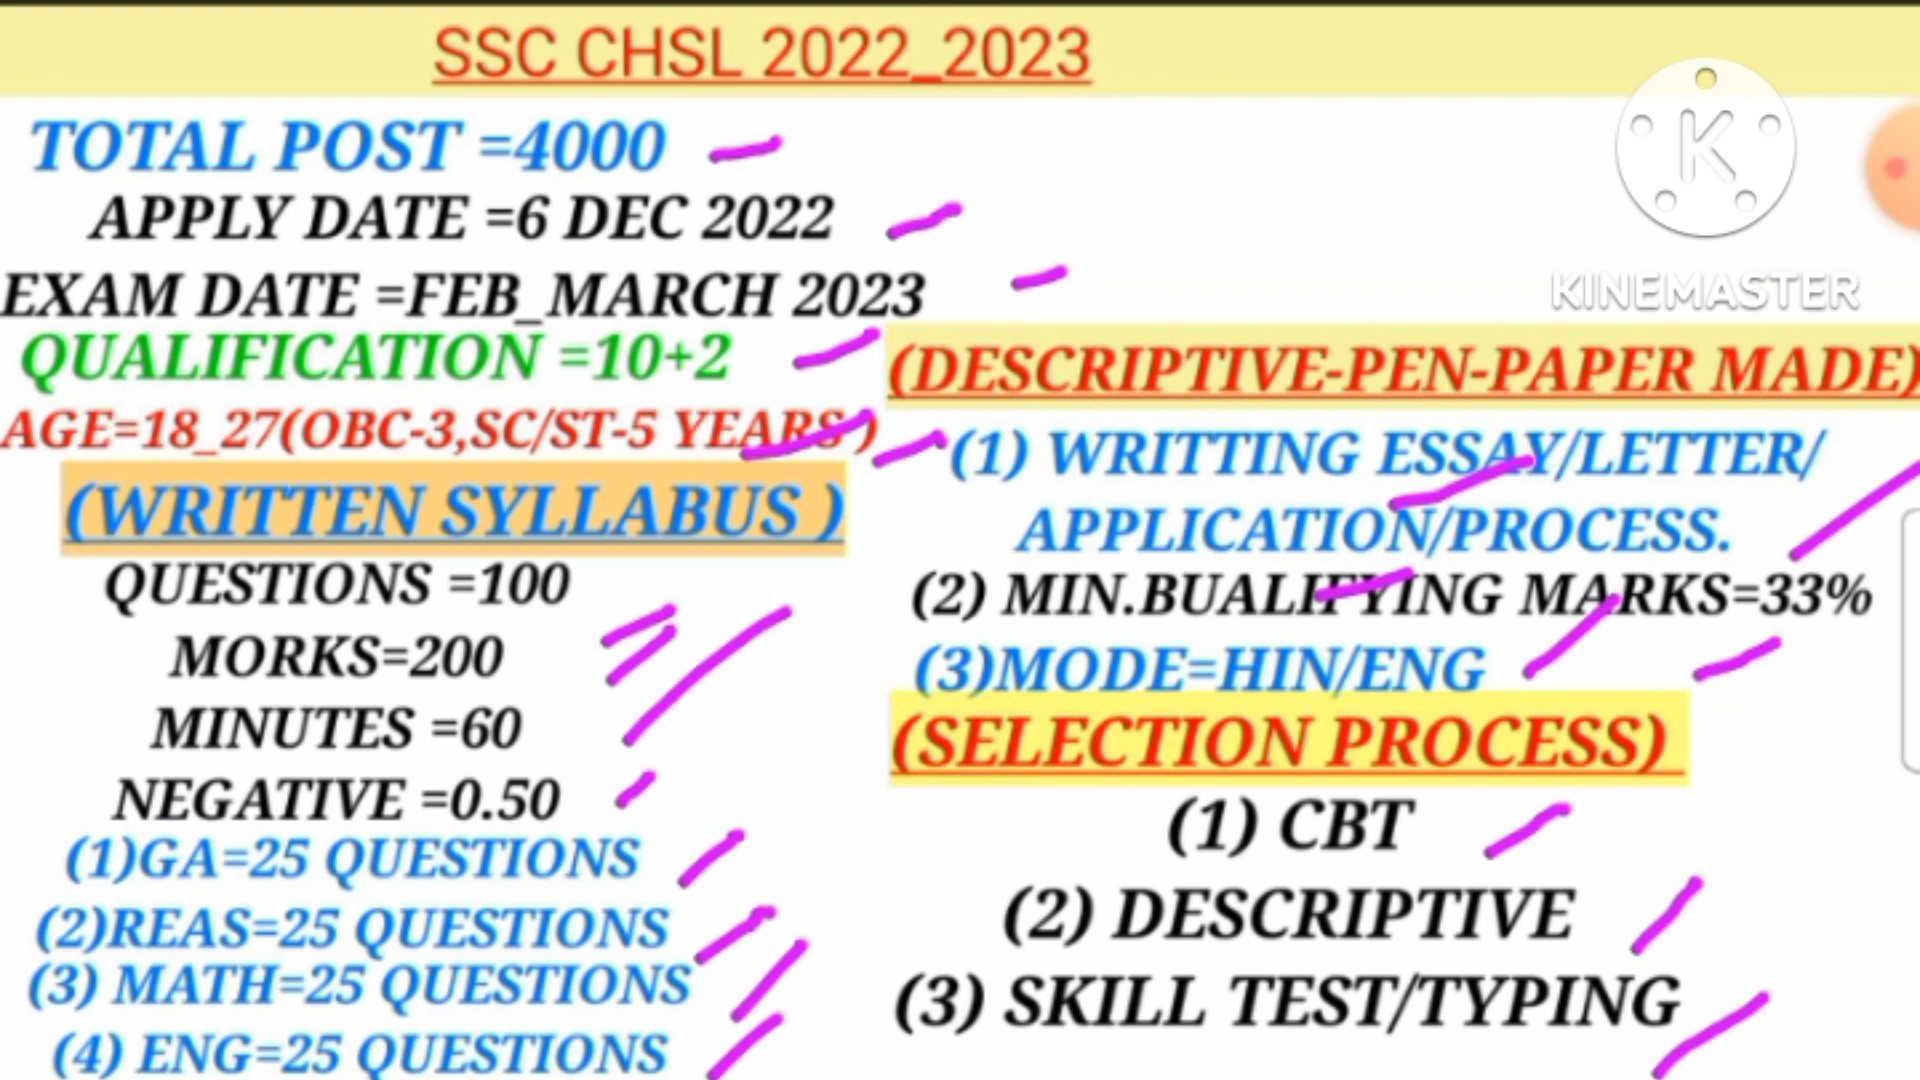 SSC CHSL 2022_2023
TOTAL POST =4000
APPLY DATE =6 DEC 2022
EXAM DATE =FEB_MARCH 2023
QUALIFICATION =10+2
AGE=18_27(OBC-3,SC/ST-5 YEARS )
(WRITTEN SYLLABUS )
QUESTIONS =100
MORKS=200
MINUTES =60
NEGATIVE =0.50
(1)GA=25 QUESTIONS
(2)REAS=25 QUESTIONS
(3) MATH=25 QUESTIONS
(4) ENG=25 QUESTIONS
K
KINEMASTER
(DESCRIPTIVE-PEN-PAPER MADE)
(1) WRITTING ESSAY/LETTER/
APPLICATION/PROCESS.
(2) MIN.BUALIFYING MARKS=33%
(3)MODE=HIN/ENG
(SELECTION PROCESS)
(1) CBT
(2) DESCRIPTIVE
(3) SKILL TEST/TYPING